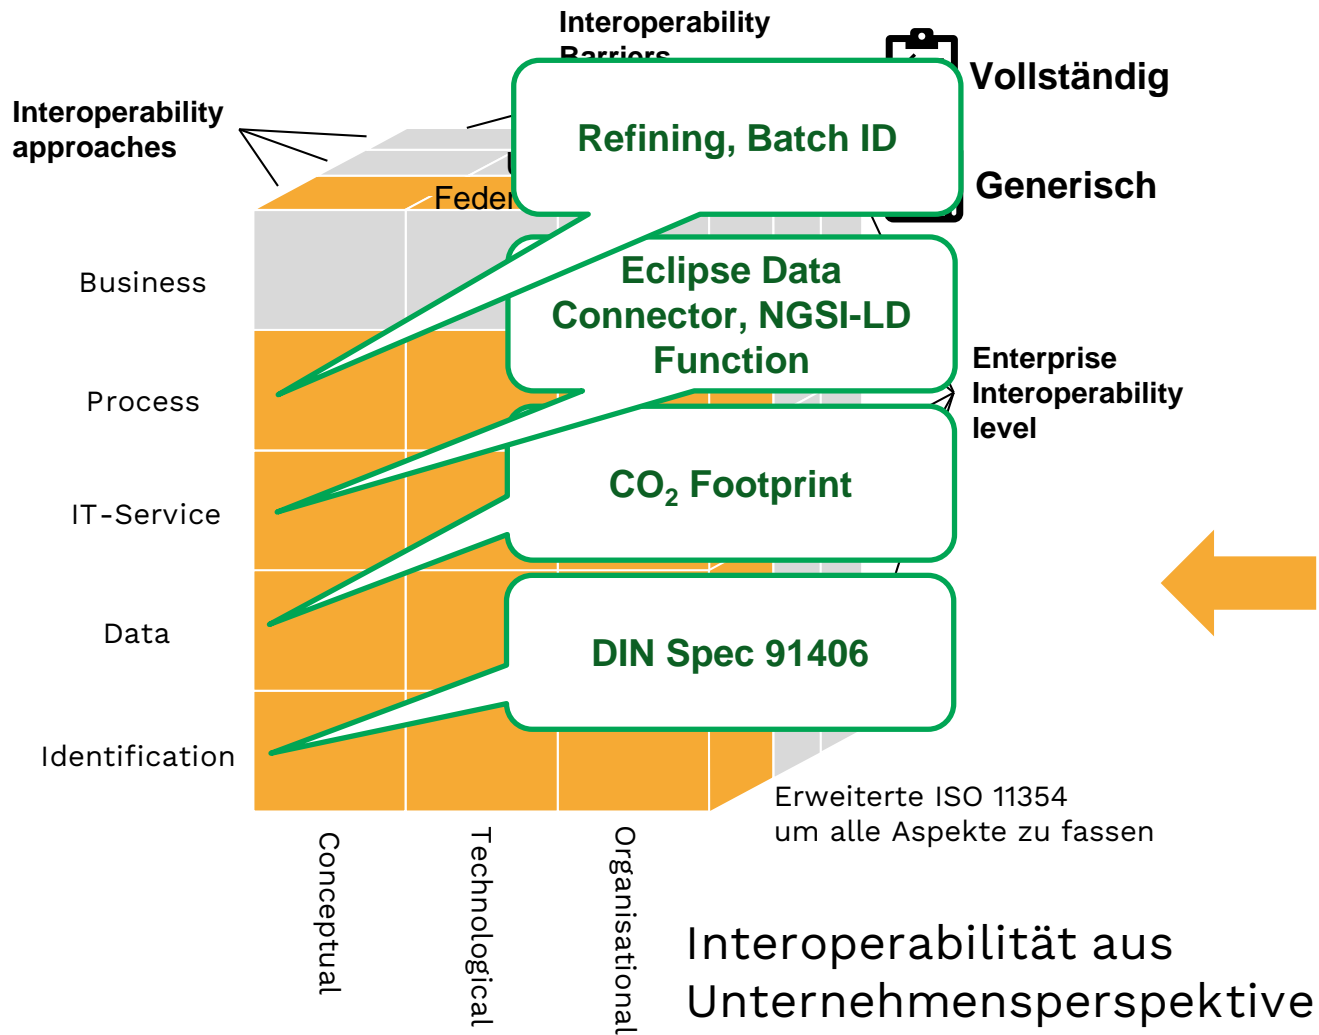 Interoperability
Barriers
Vollständig
Interoperability
approaches
Refining, Batch ID
Generisch
Feder
Business
Eclipse Data
Connector, NGSI-LD
Function
Process
Enterprise
Interoperability
level
CO₂ Footprint
IT-Service
Data
DIN Spec 91406
Identification
Erweiterte ISO 11354
um alle Aspekte zu fassen
Conceptual
Technological
Organisational
Interoperabilität aus
Unternehmensperspektive